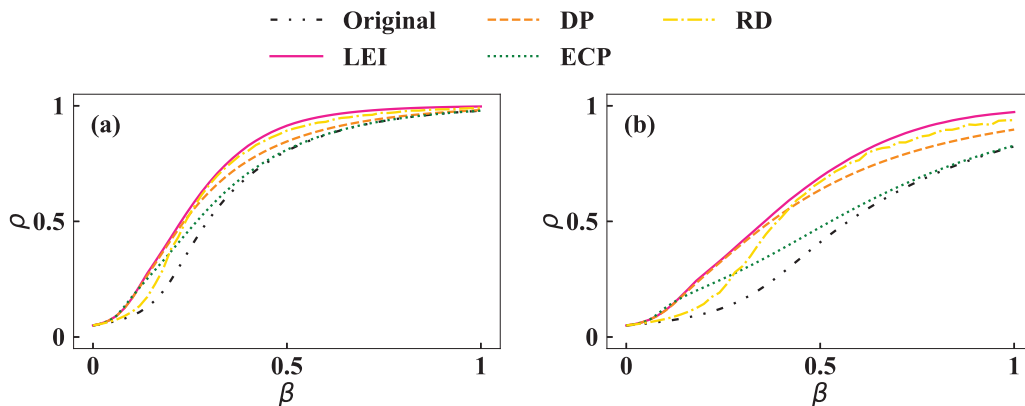 Original DP RD
LEI ECP
(a) (b)
1 1
ρ 0.5 ρ 0.5
0 0
0 0.5 1 0 0.5 1
β β